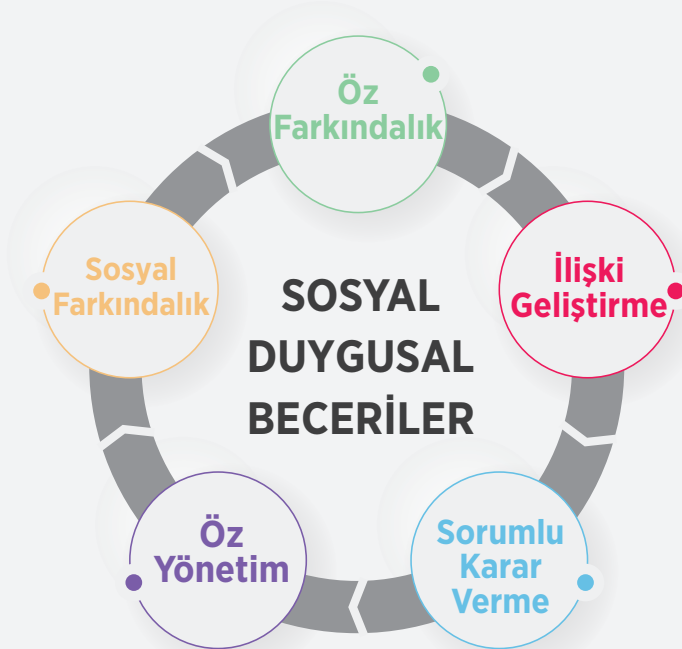 Öz
Farkındalık
Sosyal
Farkındalık
İlişki
Geliştirme
SOSYAL
DUYGUSAL
BECERİLER
Öz
Yönetim
Sorumlu
Karar
Verme